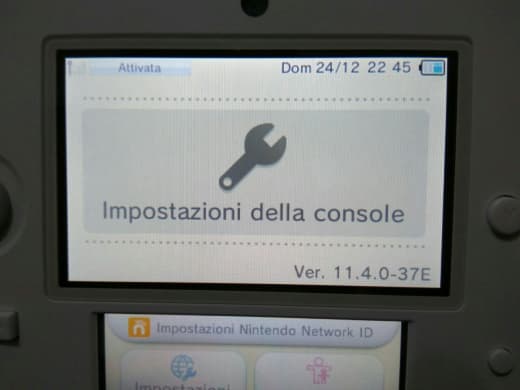 Attivata
Dom 24/12 22 45
Impostazioni della console
Ver. 11.4.0-37E
Impostazioni Nintendo Network ID
Impostazioni